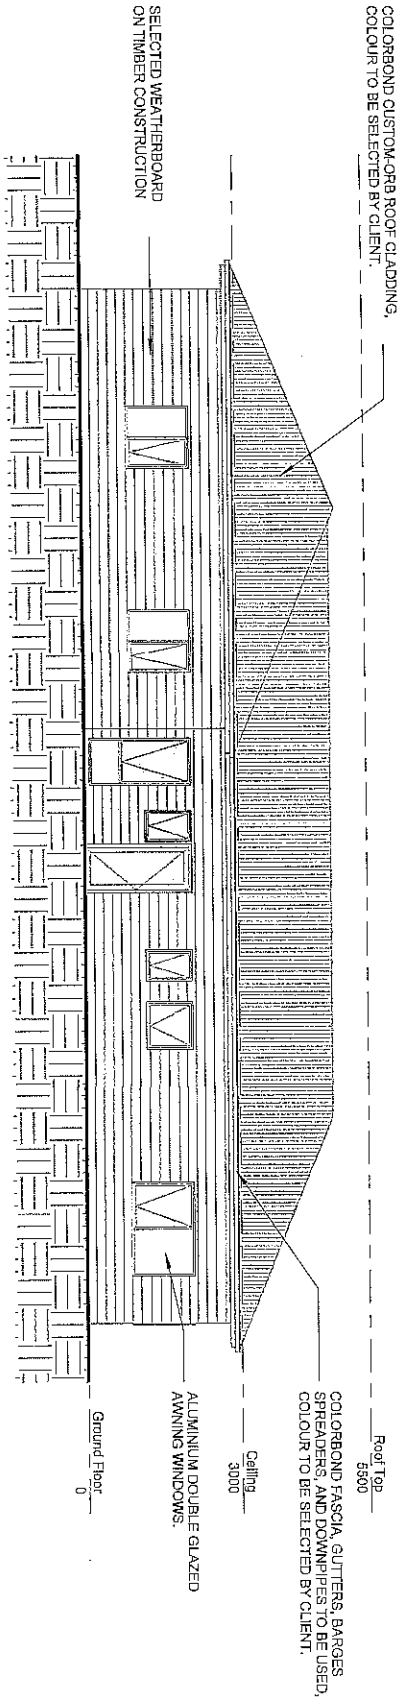 COLORBOND CUSTOM-ORB ROOF CLADDING,
COLOUR TO BE SELECTED BY CLIENT.
SELECTED WEATHERBOARD
ON TIMBER CONSTRUCTION
Roof Top
5500
COLORBOND FASCIA, GUTTERS, BARGES
SPREADERS, AND DOWNPIPES TO BE USED,
COLOUR TO BE SELECTED BY CLIENT.
Ceiling
3000
ALUMINIUM DOUBLE GLAZED
AWNING WINDOWS.
Ground Floor
0